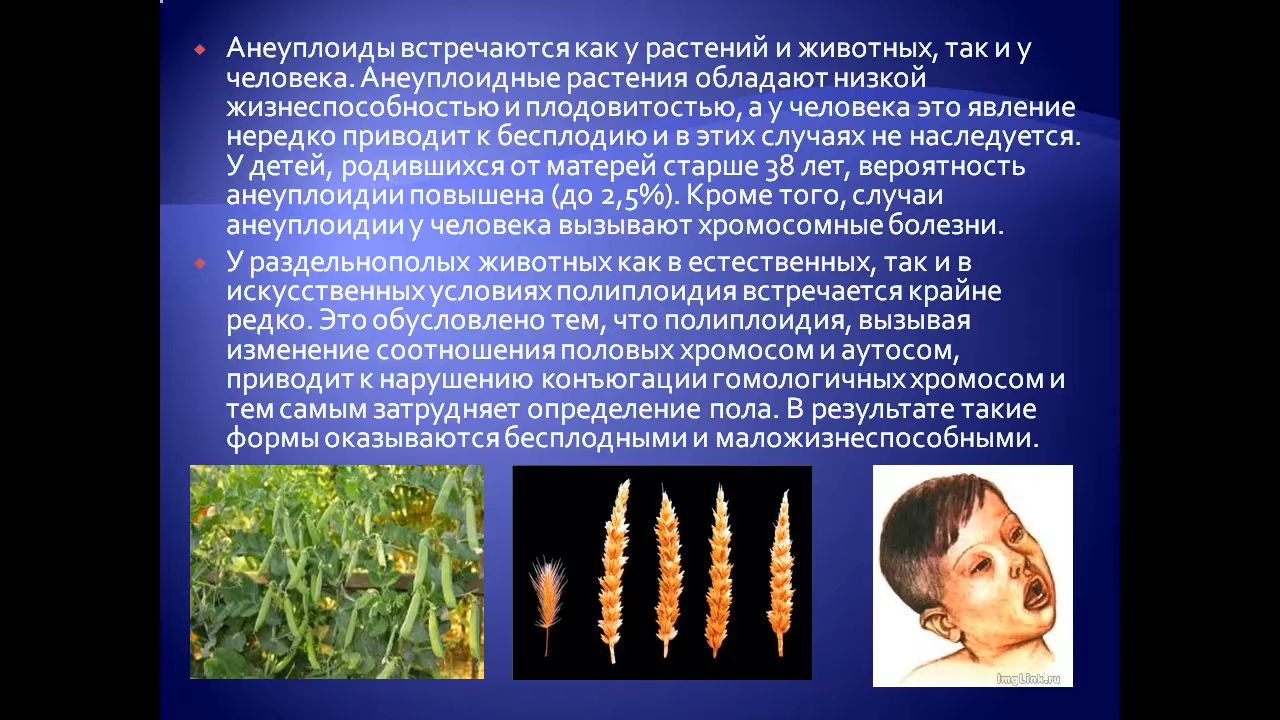 Анеуплоиды встречаются как у растений и животных, так и у
человека. Анеуплоидные растения обладают низкой
жизнеспособностью и плодовитостью, а у человека это явление
нередко приводит к бесплодию и в этих случаях не наследуется.
У детей, родившихся от матерей старше 38 лет, вероятность
анеуплоидии повышена (до 2,5%). Кроме того, случаи
анеуплоидии у человека вызывают хромосомные болезни.
У раздельнополых животных как в естественных, так и в
искусственных условиях полиплоидия встречается крайне
редко. Это обусловлено тем, что полиплоидия, вызывая
изменение соотношения половых хромосом и аутосом,
приводит к нарушению конъюгации гомологичных хромосом и
тем самым затрудняет определение пола. В результате такие
формы оказываются бесплодными и маложизнеспособными.
ImgLink.ru